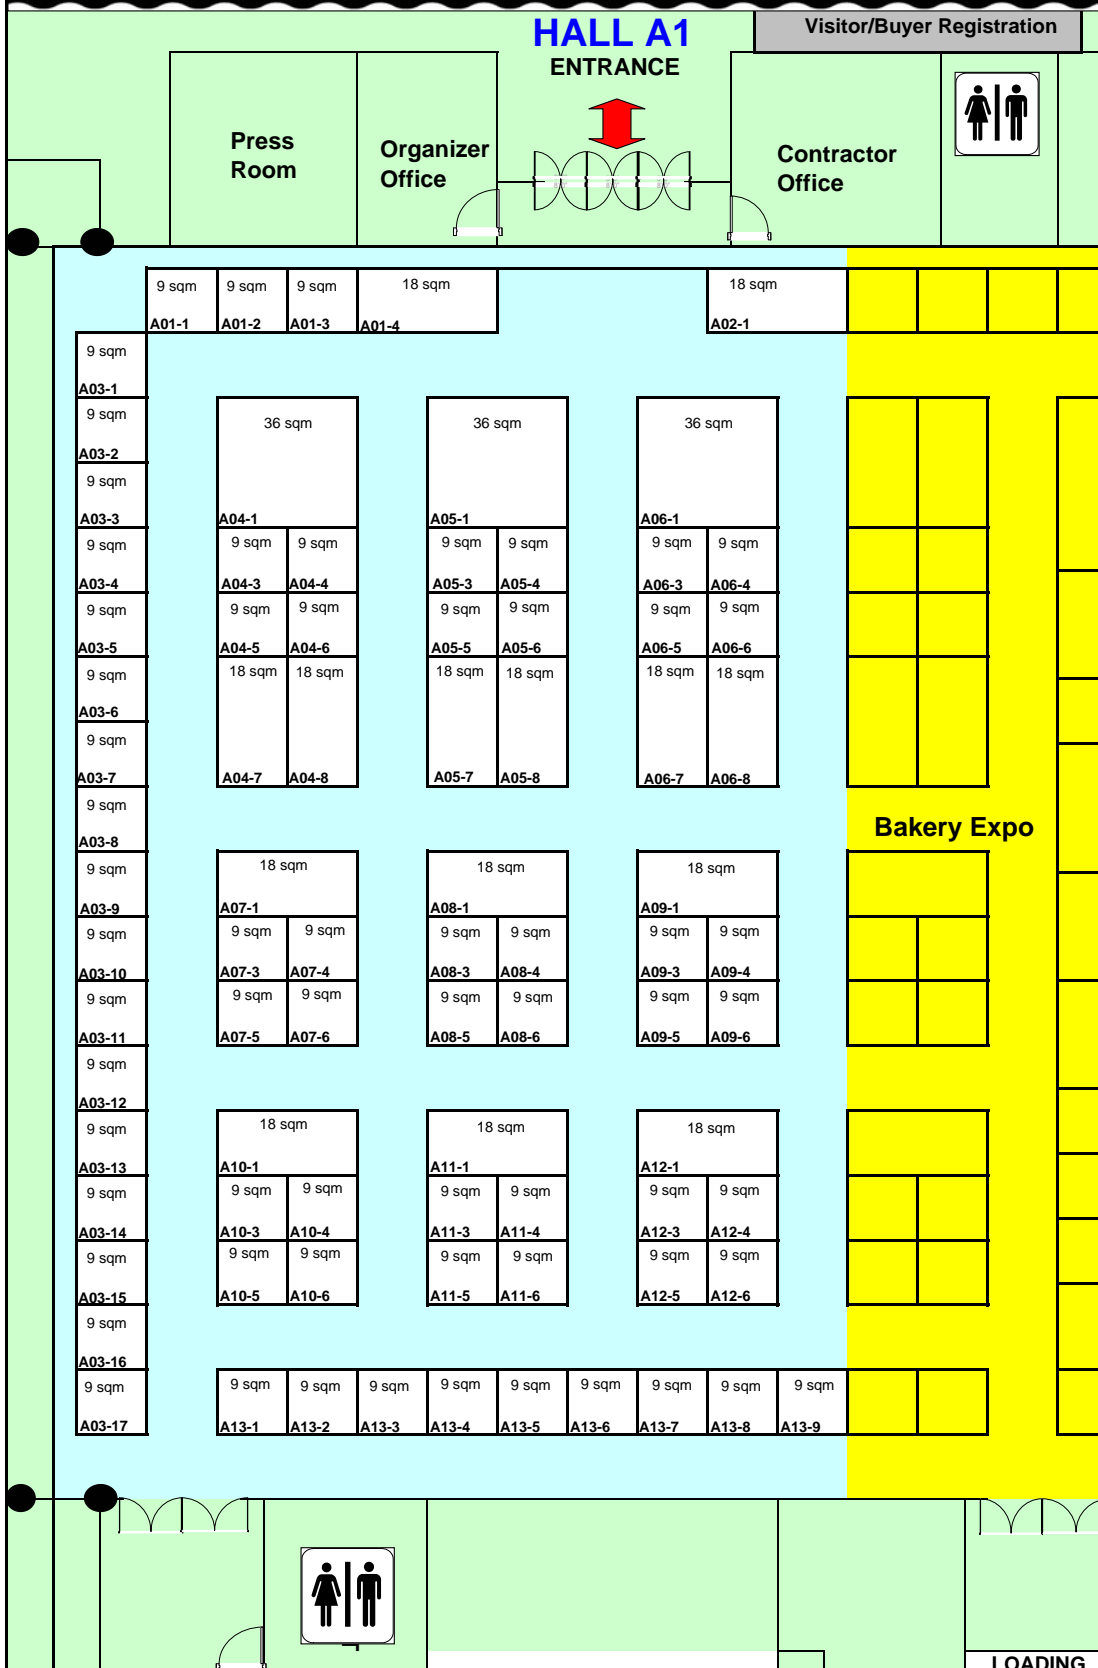 HALL A1
Visitor/Buyer Registration
ENTRANCE
Press
Room
Organizer
Office
Contractor
Office
9 sqm 9 sqm 9 sqm 18 sqm 18 sqm
A01-1 A01-2 A01-3 A01-4 A02-1
9 sqm
A03-1
9 sqm 36 sqm 36 sqm 36 sqm
A03-2
9 sqm
A03-3 A04-1 A05-1 A06-1
9 sqm 9 sqm 9 sqm 9 sqm 9 sqm 9 sqm 9 sqm
A03-4 A04-3 A04-4 A05-3 A05-4 A06-3 A06-4
9 sqm 9 sqm 9 sqm 9 sqm 9 sqm 9 sqm 9 sqm
A03-5 A04-5 A04-6 A05-5 A05-6 A06-5 A06-6
9 sqm 18 sqm 18 sqm 18 sqm 18 sqm 18 sqm 18 sqm
A03-6
9 sqm
A03-7 A04-7 A04-8 A05-7 A05-8 A06-7 A06-8
9 sqm
Bakery Expo
A03-8
9 sqm 18 sqm 18 sqm 18 sqm
A03-9 A07-1 A08-1 A09-1
9 sqm 9 sqm 9 sqm 9 sqm 9 sqm 9 sqm 9 sqm
A03-10 A07-3 A07-4 A08-3 A08-4 A09-3 A09-4
9 sqm 9 sqm 9 sqm 9 sqm 9 sqm 9 sqm 9 sqm
A03-11 A07-5 A07-6 A08-5 A08-6 A09-5 A09-6
9 sqm
A03-12
9 sqm 18 sqm 18 sqm 18 sqm
A03-13 A10-1 A11-1 A12-1
9 sqm 9 sqm 9 sqm 9 sqm 9 sqm 9 sqm 9 sqm
A03-14 A10-3 A10-4 A11-3 A11-4 A12-3 A12-4
9 sqm 9 sqm 9 sqm 9 sqm 9 sqm 9 sqm 9 sqm
A03-15 A10-5 A10-6 A11-5 A11-6 A12-5 A12-6
9 sqm
A03-16
9 sqm 9 sqm 9 sqm 9 sqm 9 sqm 9 sqm 9 sqm 9 sqm 9 sqm 9 sqm
A03-17 A13-1 A13-2 A13-3 A13-4 A13-5 A13-6 A13-7 A13-8 A13-9
LOADING